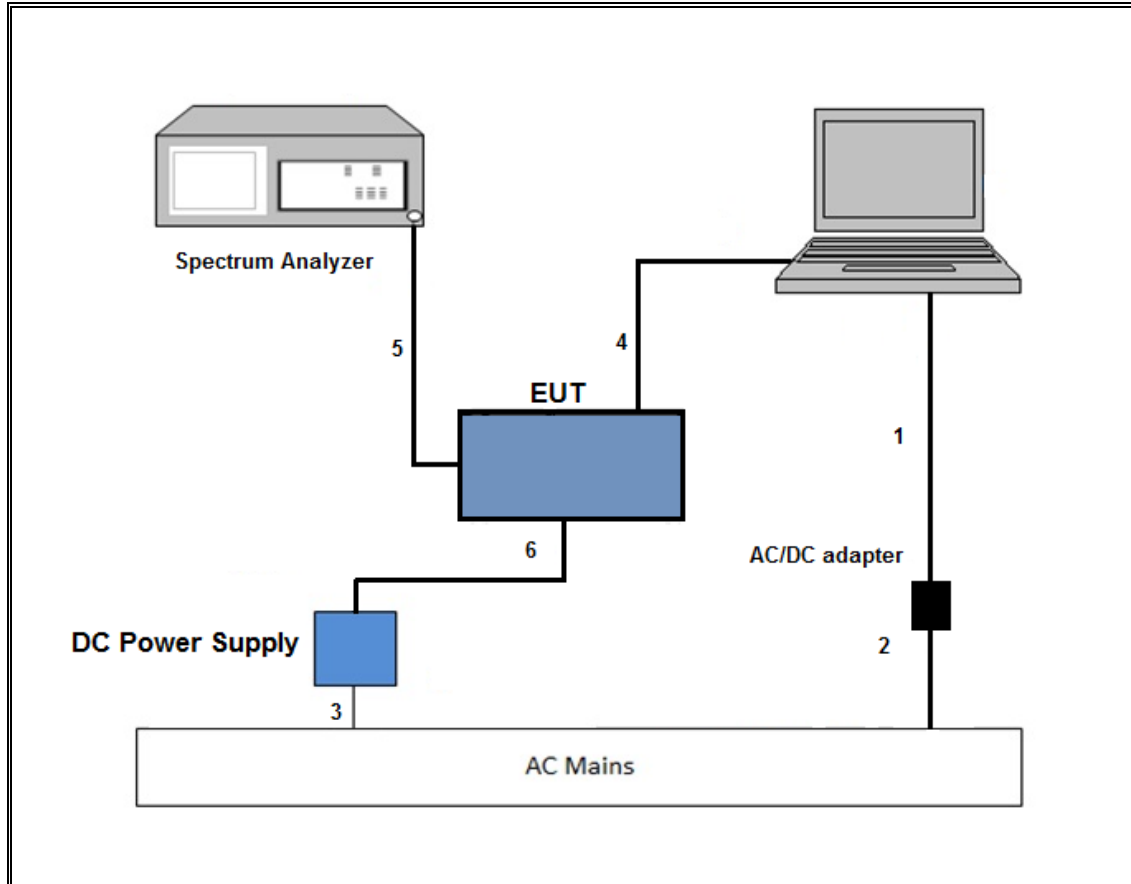 Spectrum Analyzer
5
4
EUT
1
6
AC/DC adapter
DC Power Supply
2
3
AC Mains